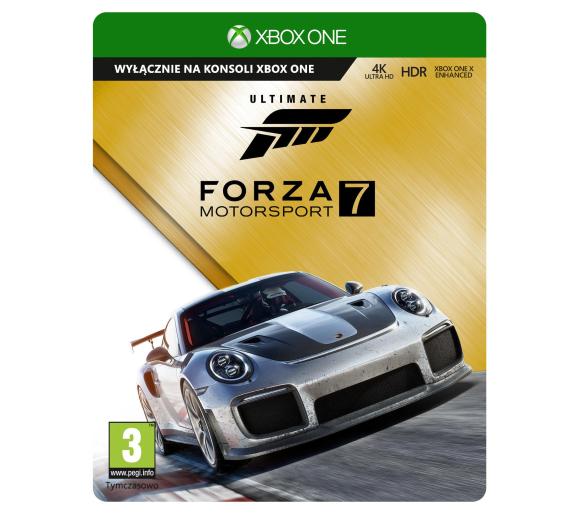 XBOX ONE
WYŁĄCZNIE NA KONSOLI XBOX ONE
4K
ULTRA HD
HDR
XBOX ONE X
ENHANCED
ULTIMATE
FORZA
MOTORSPORT 7
3
www.pegi.info
Tymczasowo